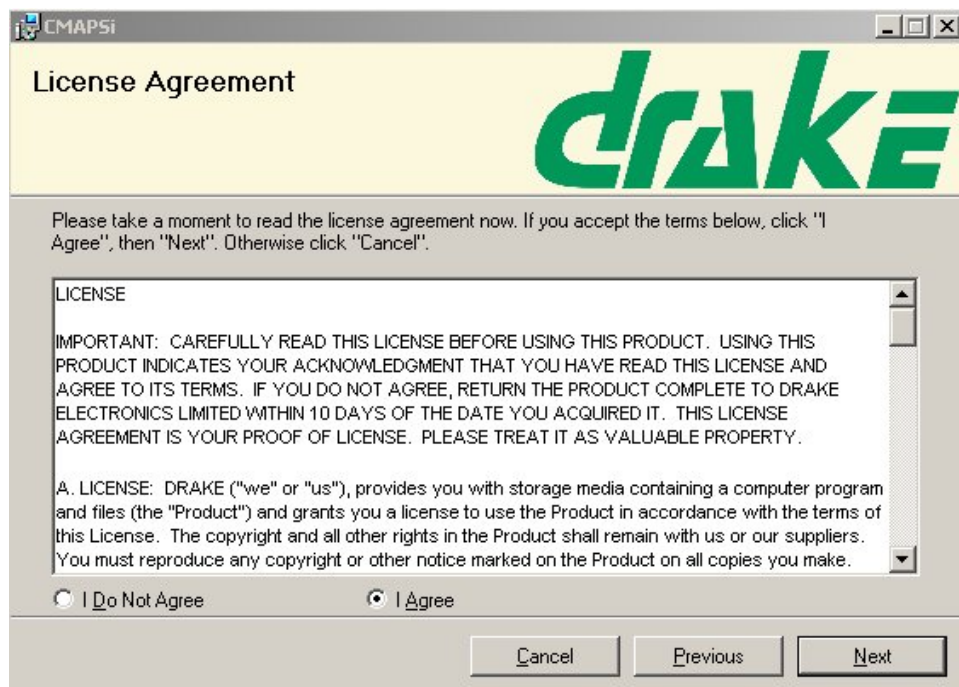 CMAPSi
License Agreement
drake
Please take a moment to read the license agreement now. If you accept the terms below, click "I
Agree", then "Next". Otherwise click "Cancel".
LICENSE
IMPORTANT: CAREFULLY READ THIS LICENSE BEFORE USING THIS PRODUCT. USING THIS
PRODUCT INDICATES YOUR ACKNOWLEDGMENT THAT YOU HAVE READ THIS LICENSE AND
AGREE TO ITS TERMS. IF YOU DO NOT AGREE, RETURN THE PRODUCT COMPLETE TO DRAKE
ELECTRONICS LIMITED WITHIN 10 DAYS OF THE DATE YOU ACQUIRED IT. THIS LICENSE
AGREEMENT IS YOUR PROOF OF LICENSE. PLEASE TREAT IT AS VALUABLE PROPERTY.
A. LICENSE: DRAKE ("we" or "us"), provides you with storage media containing a computer program
and files (the "Product") and grants you a license to use the Product in accordance with the terms of
this License. The copyright and all other rights in the Product shall remain with us or our suppliers.
You must reproduce any copyright or other notice marked on the Product on all copies you make.
I Do Not Agree
I Agree
Cancel
Previous
Next